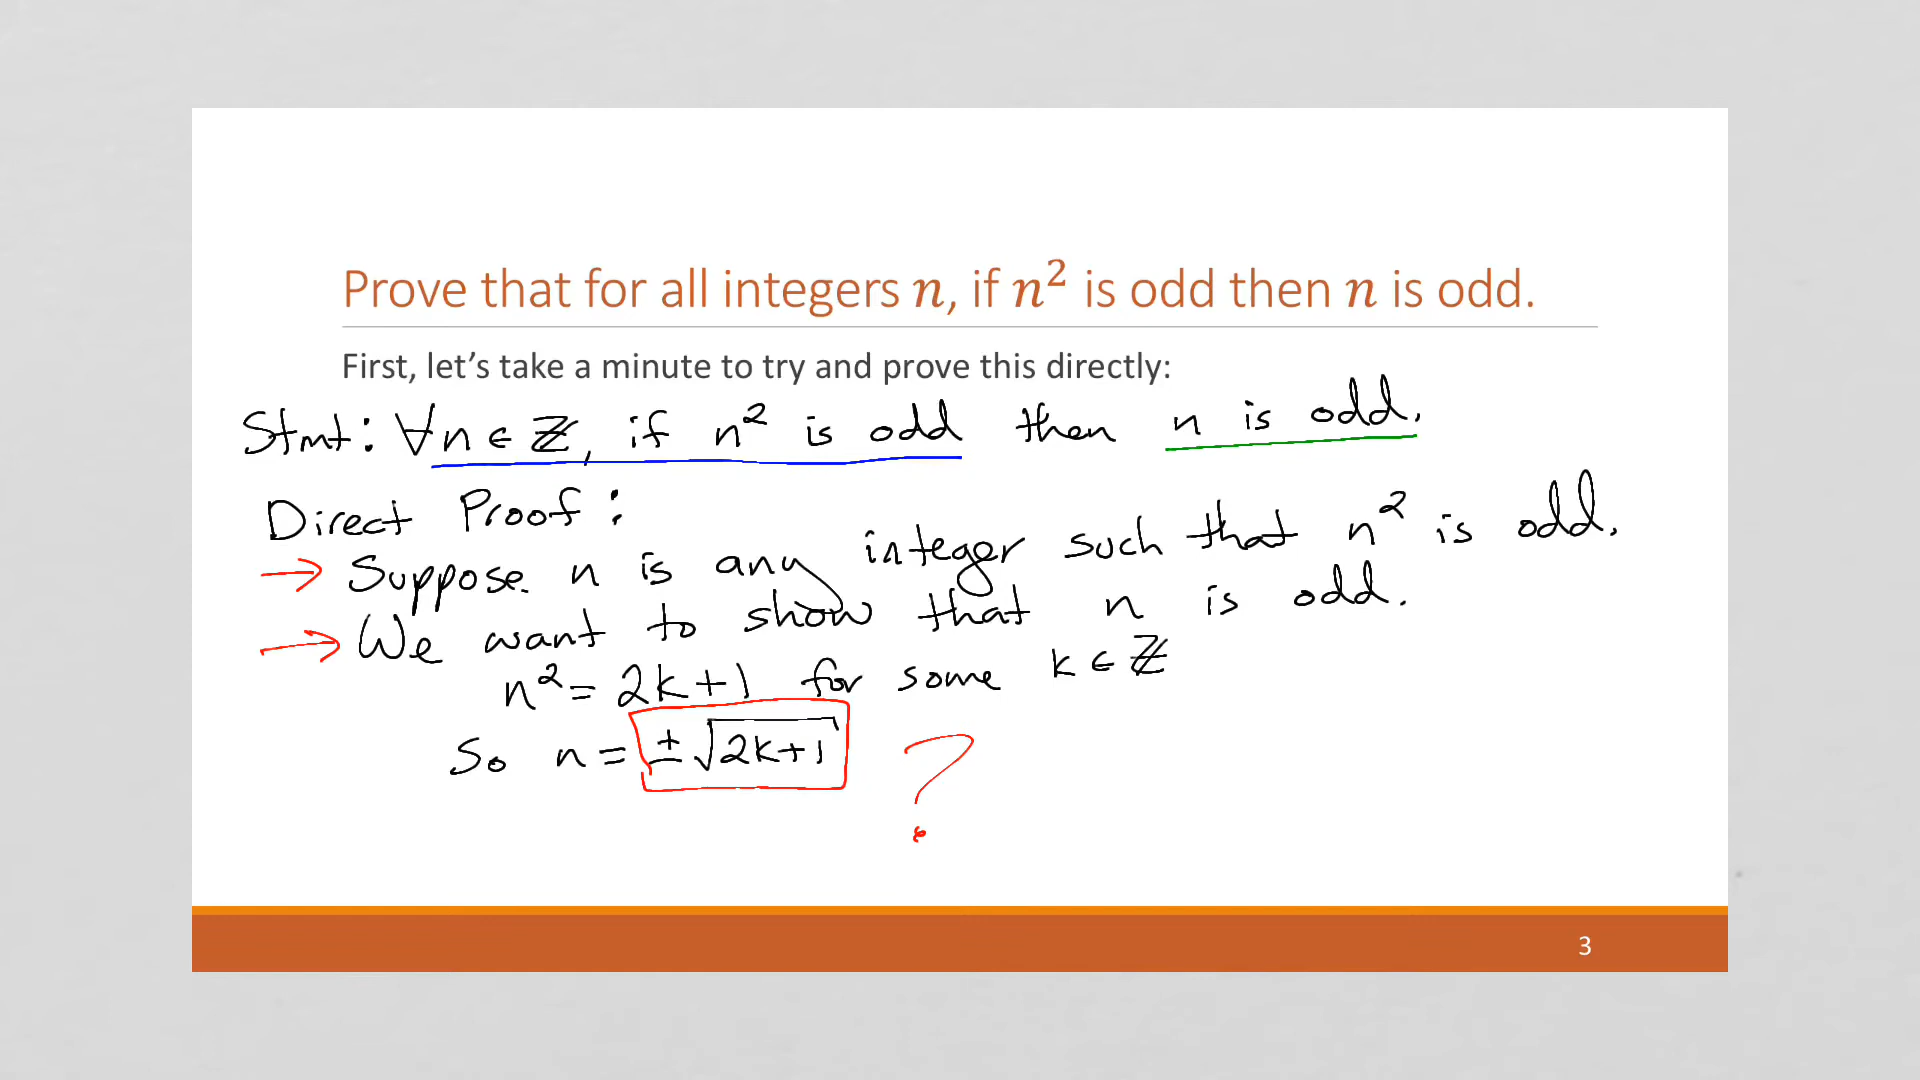 Prove that for all integers n, if n² is odd then n is odd.
First, let's take a minute to try and prove this directly:
Stmt: ∀n ∈ ℤ, if n² is odd then n is odd.
Direct Proof:
→ Suppose n is any integer such that n² is odd.
→ We want to show that n is odd.
n² = 2k+1 for some k ∈ ℤ
So n = ±√(2k+1) ?
3